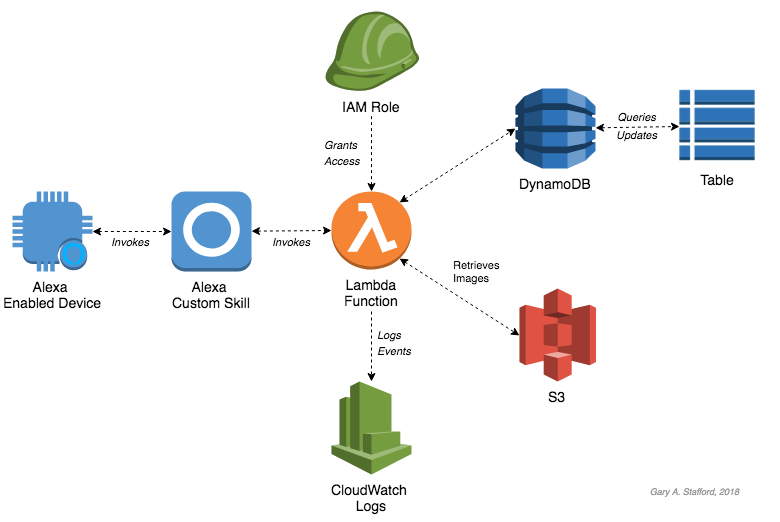 IAM Role
Grants
Access
Queries
Updates
DynamoDB
Table
Invokes
Invokes
Alexa
Enabled Device
Alexa
Custom Skill
Lambda
Function
Retrieves
Images
Logs
Events
S3
CloudWatch
Logs
Gary A. Stafford, 2018